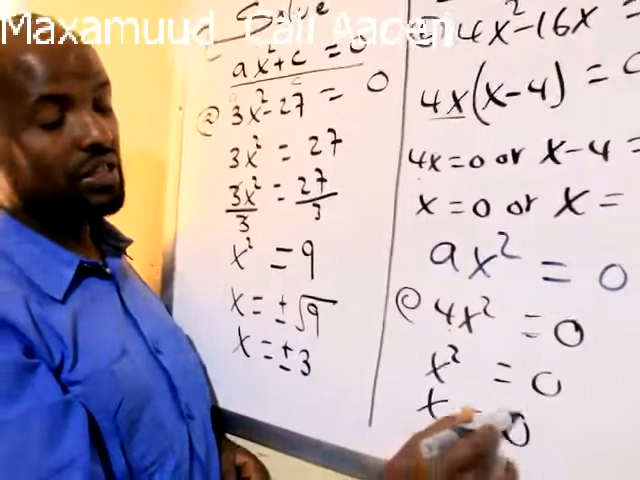 Maxamuud Cali Aaden
Solve
ax²+c = 0
@ 3x²-27 = 0
3x² = 27
3x²/3 = 27/3
x² = 9
x = ±√9
x = ±3
@ 4x²-16x =
4x(x-4) = 0
4x=0 or x-4 =
x=0 or x =
ax² = 0
@ 4x² = 0
x² = 0
x = 0